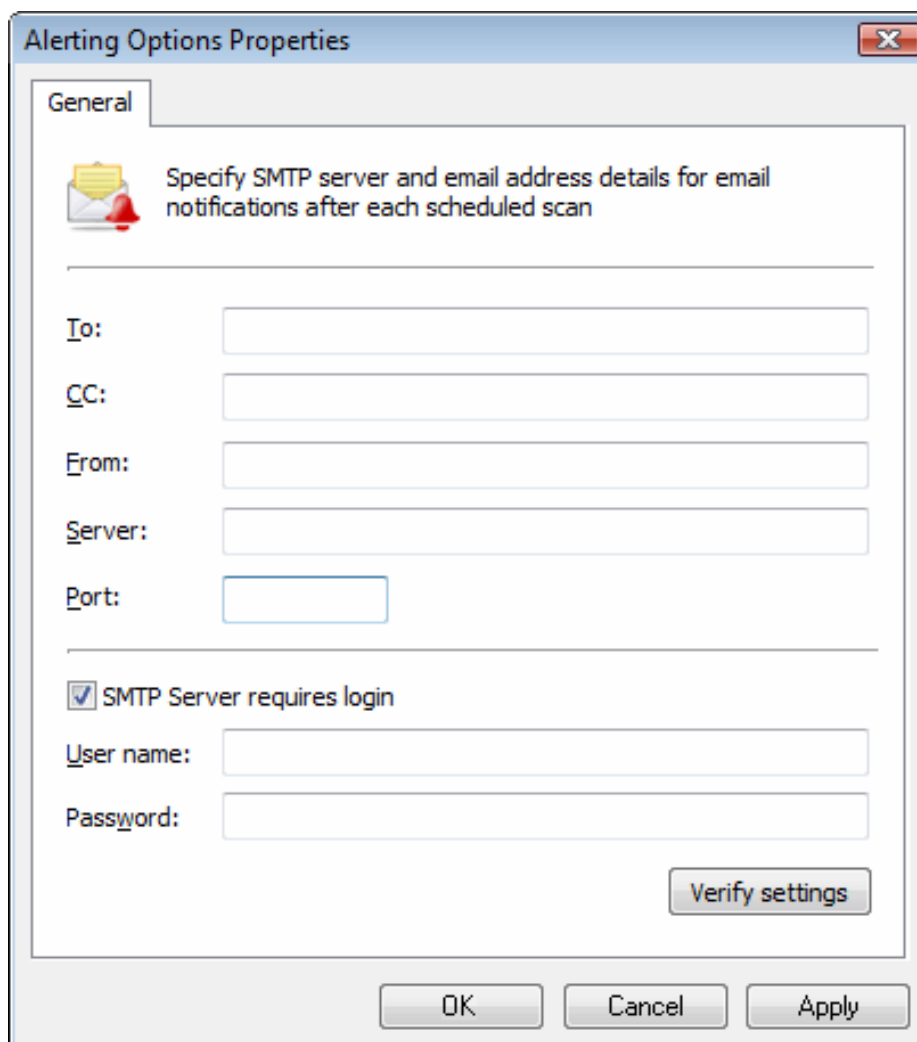 Alerting Options Properties
General
Specify SMTP server and email address details for email
notifications after each scheduled scan
To:
CC:
From:
Server:
Port:
SMTP Server requires login
User name:
Password:
Verify settings
OK Cancel Apply